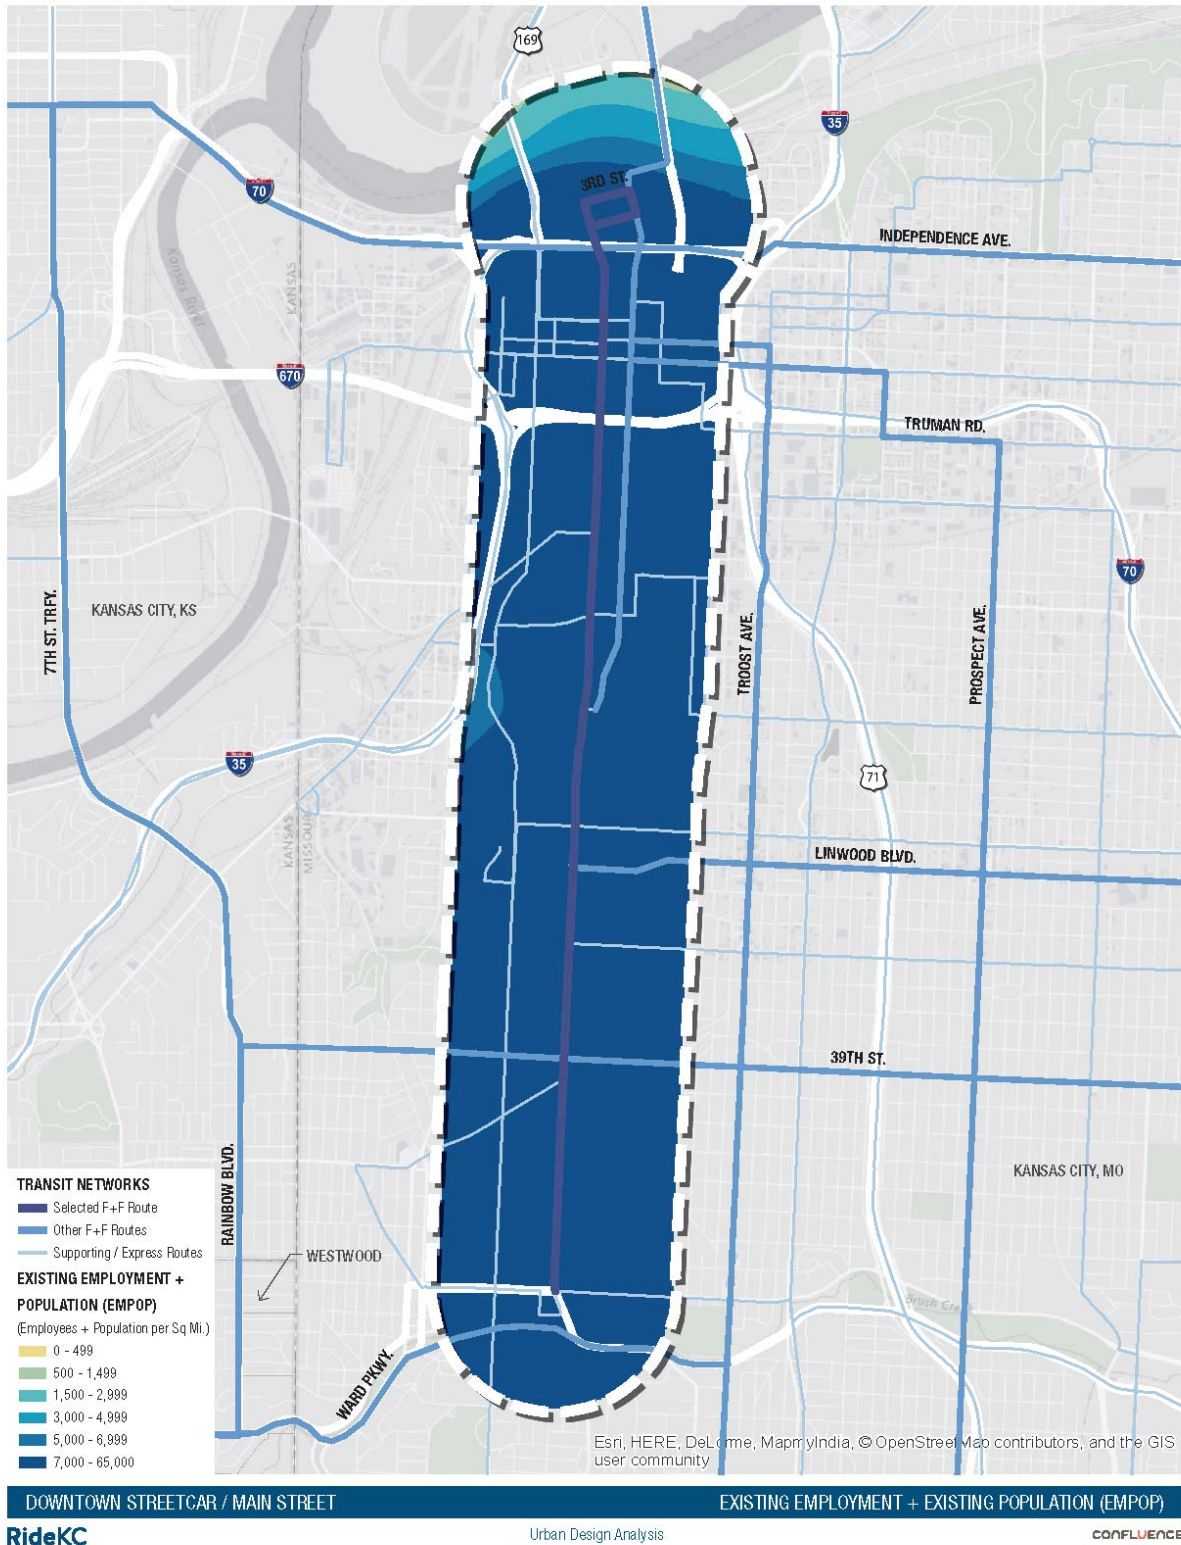 169
35
70
3RD ST.
INDEPENDENCE AVE.
Kansas River
KANSAS
670
TRUMAN RD.
70
7TH ST. TRFY.
KANSAS CITY, KS
TROOST AVE.
PROSPECT AVE.
35
71
KANSAS
MISSOURI
LINWOOD BLVD.
39TH ST.
RAINBOW BLVD.
KANSAS CITY, MO
WESTWOOD
WARD PKWY.
TRANSIT NETWORKS
Selected F+F Route
Other F+F Routes
Supporting / Express Routes
EXISTING EMPLOYMENT +
POPULATION (EMPOP)
(Employees + Population per Sq Mi.)
0 - 499
500 - 1,499
1,500 - 2,999
3,000 - 4,999
5,000 - 6,999
7,000 - 65,000
Brush Creek
Esri, HERE, DeLorme, MapmyIndia, © OpenStreetMap contributors, and the GIS
user community
DOWNTOWN STREETCAR / MAIN STREET
EXISTING EMPLOYMENT + EXISTING POPULATION (EMPOP)
RideKC
Urban Design Analysis
CONFLUENCE